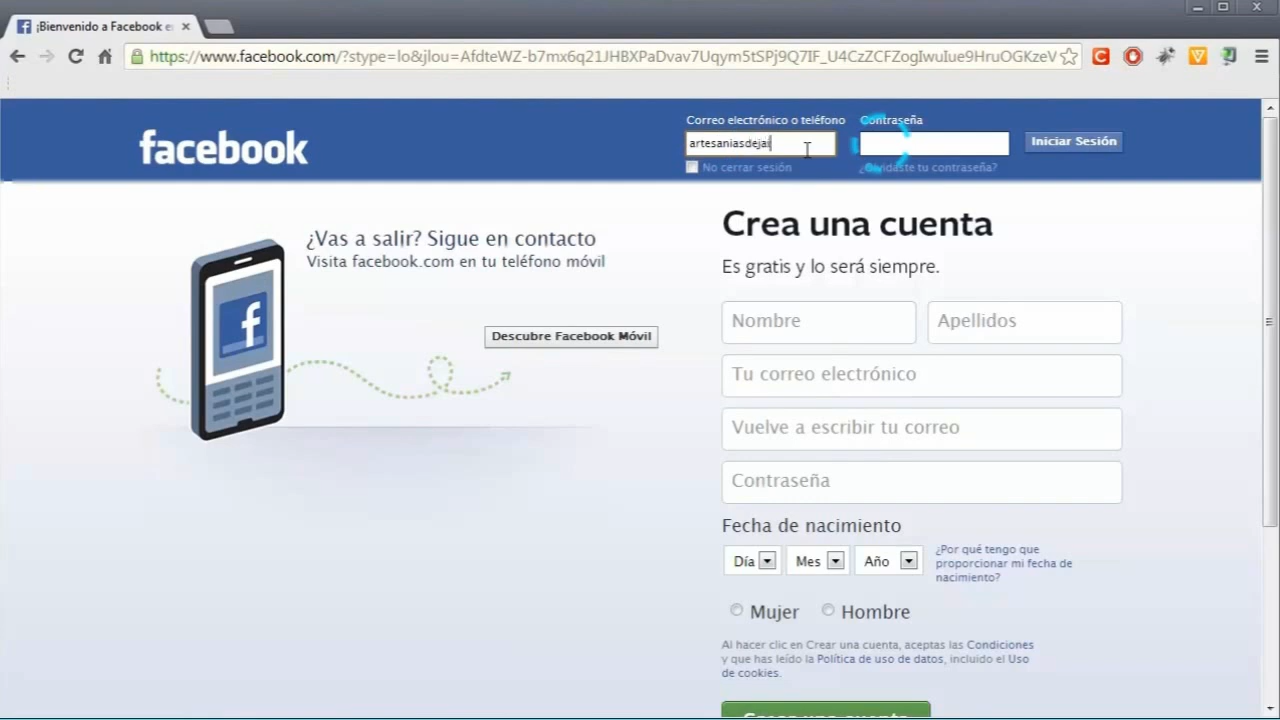 ¡Bienvenido a Facebook es
https://www.facebook.com/?stype=lo&jlou=AfdteWZ-b7mx6q21JHBXPaDvav7Uqym5tSPj9Q7IF_U4CzZCFZogIwuIue9HruOGKzeV
facebook
Correo electrónico o teléfono
Contraseña
artesaniasdejai
Iniciar Sesión
No cerrar sesión
¿Olvidaste tu contraseña?
¿Vas a salir? Sigue en contacto
Visita facebook.com en tu teléfono móvil
Descubre Facebook Móvil
Crea una cuenta
Es gratis y lo será siempre.
Nombre
Apellidos
Tu correo electrónico
Vuelve a escribir tu correo
Contraseña
Fecha de nacimiento
Día
Mes
Año
¿Por qué tengo que
proporcionar mi fecha de
nacimiento?
Mujer
Hombre
Al hacer clic en Crear una cuenta, aceptas las Condiciones
y que has leído la Política de uso de datos, incluido el Uso
de cookies.